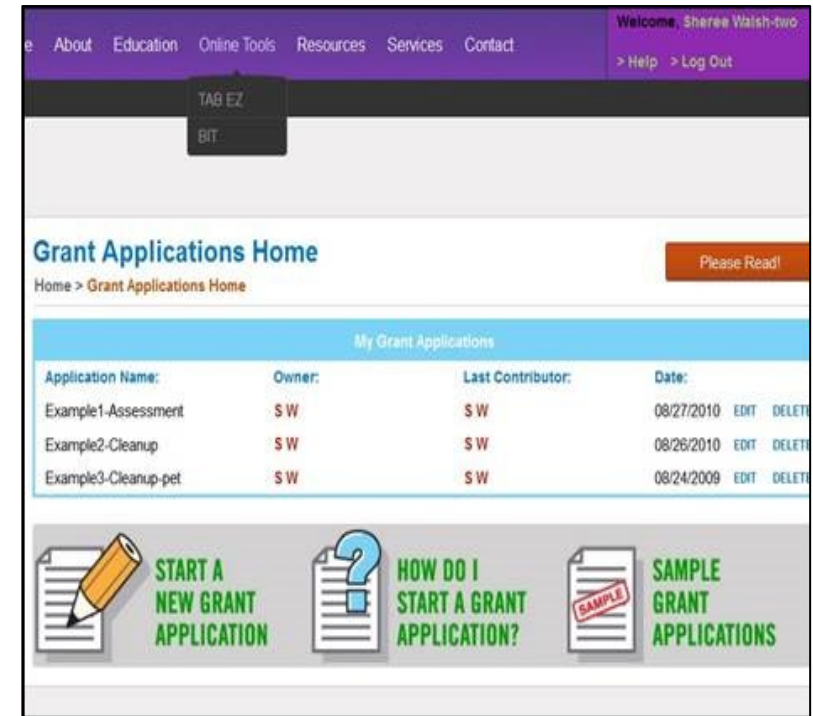 e About Education Online Tools Resources Services Contact
Welcome, Sheree Walsh-two
> Help > Log Out
TAB EZ
BIT
Grant Applications Home
Please Read!
Home > Grant Applications Home
My Grant Applications
Application Name: Owner: Last Contributor: Date:
Example1-Assessment S W S W 08/27/2010 EDIT DELETE
Example2-Cleanup S W S W 08/26/2010 EDIT DELETE
Example3-Cleanup-pet S W S W 08/24/2009 EDIT DELETE
START A
NEW GRANT
APPLICATION
HOW DO I
START A GRANT
APPLICATION?
SAMPLE
SAMPLE
GRANT
APPLICATIONS